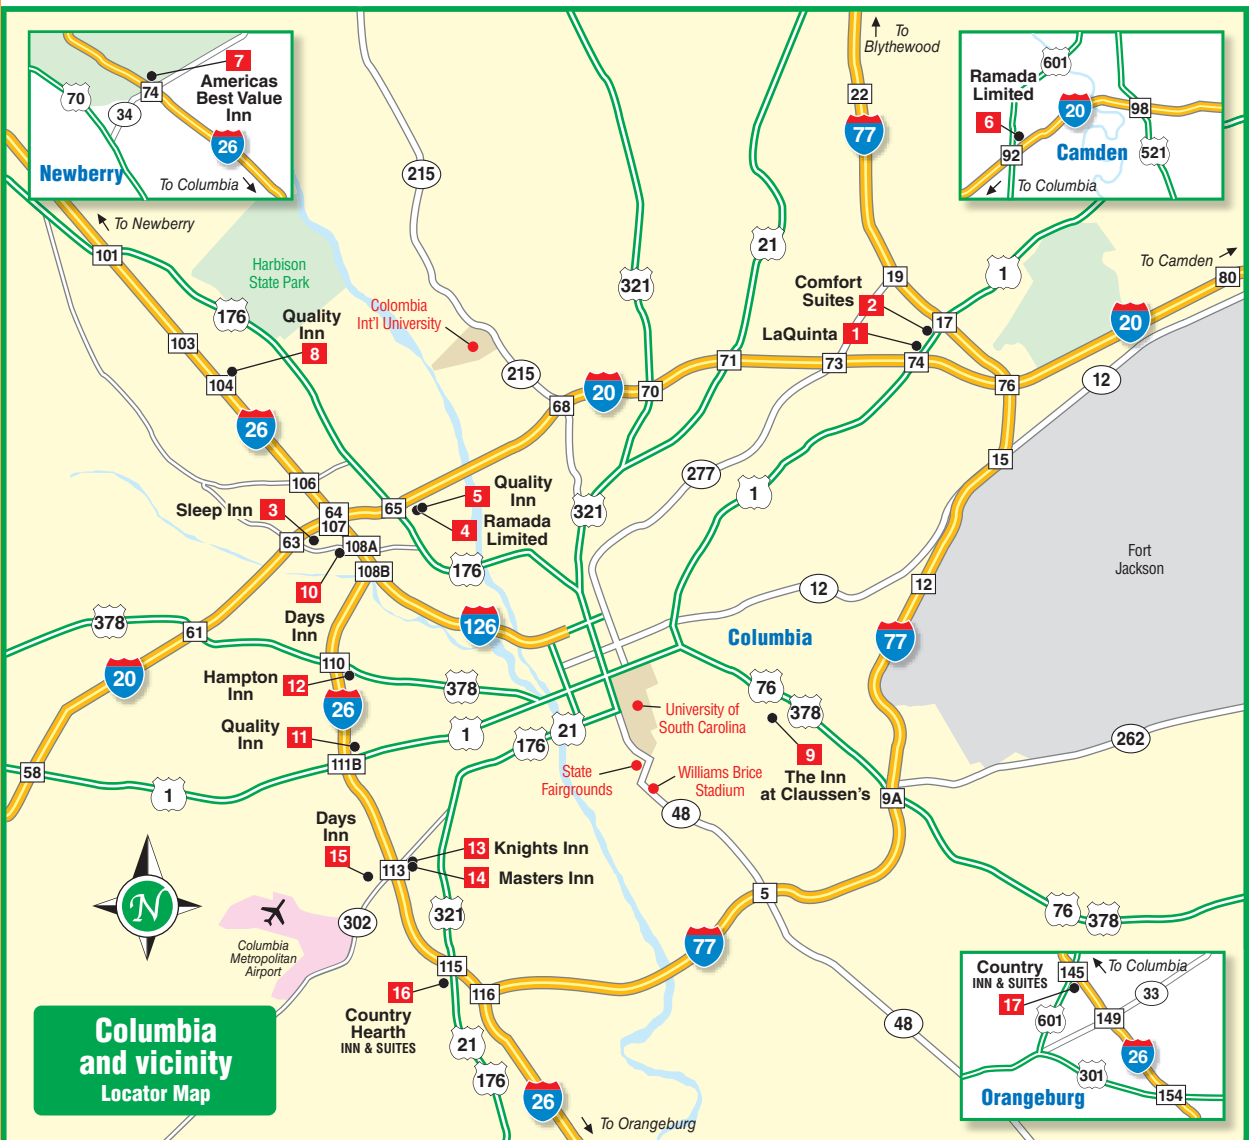 7
Americas
Best Value
Inn
70
74
34
26
Newberry
To Columbia
To
Blythewood
22
77
Ramada
Limited
6
601
20
98
92
Camden
521
To Columbia
215
To Newberry
101
Harbison
State Park
176
21
321
Colombia
Int'l University
Comfort
Suites
2
LaQuinta
1
19
17
1
To Camden
80
20
Quality
Inn
8
103
104
26
215
68
20
70
71
73
74
76
12
15
277
1
321
106
Sleep Inn
3
64
107
65
5
Quality
Inn
4
Ramada
Limited
63
108A
108B
176
10
Days
Inn
126
12
12
Fort
Jackson
378
61
20
Columbia
77
110
Hampton
Inn
12
378
26
Quality
Inn
11
1
176
21
University of
South Carolina
76
378
9
The Inn
at Claussen's
262
58
1
111B
State
Fairgrounds
Williams Brice
Stadium
48
9A
Days
Inn
15
113
13
Knights Inn
14
Masters Inn
N
302
Columbia
Metropolitan
Airport
321
5
77
76
378
115
116
16
Country
Hearth
INN & SUITES
21
176
26
To Orangeburg
48
Country
INN & SUITES
17
145
To Columbia
33
601
149
26
301
154
Orangeburg
Columbia
and vicinity
Locator Map